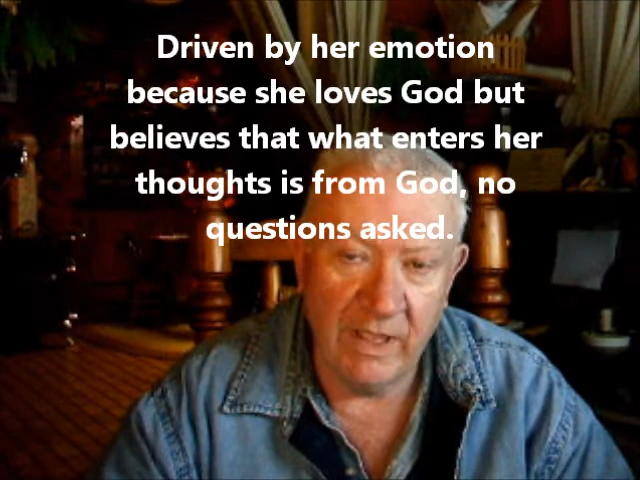 Driven by her emotion
because she loves God but
believes that what enters her
thoughts is from God, no
questions asked.